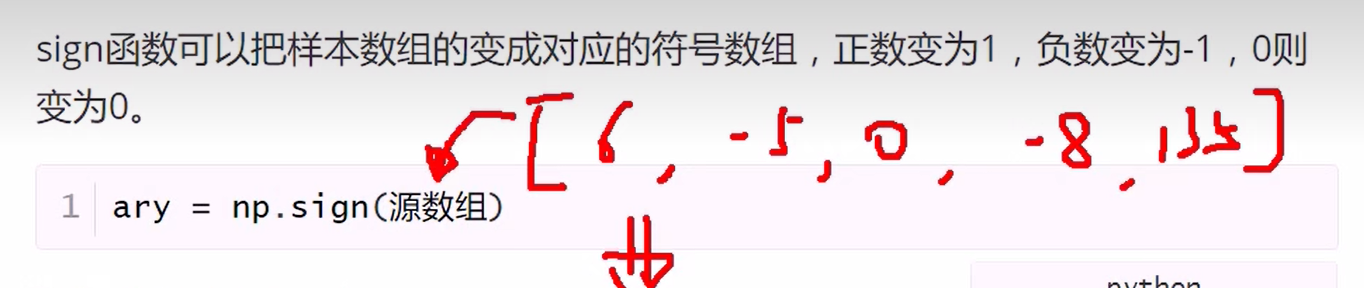 sign函数可以把样本数组的变成对应的符号数组，正数变为1，负数变为-1，0则
变为0。
[6, -5, 0, -8, 135]
1 ary = np.sign(源数组)
python